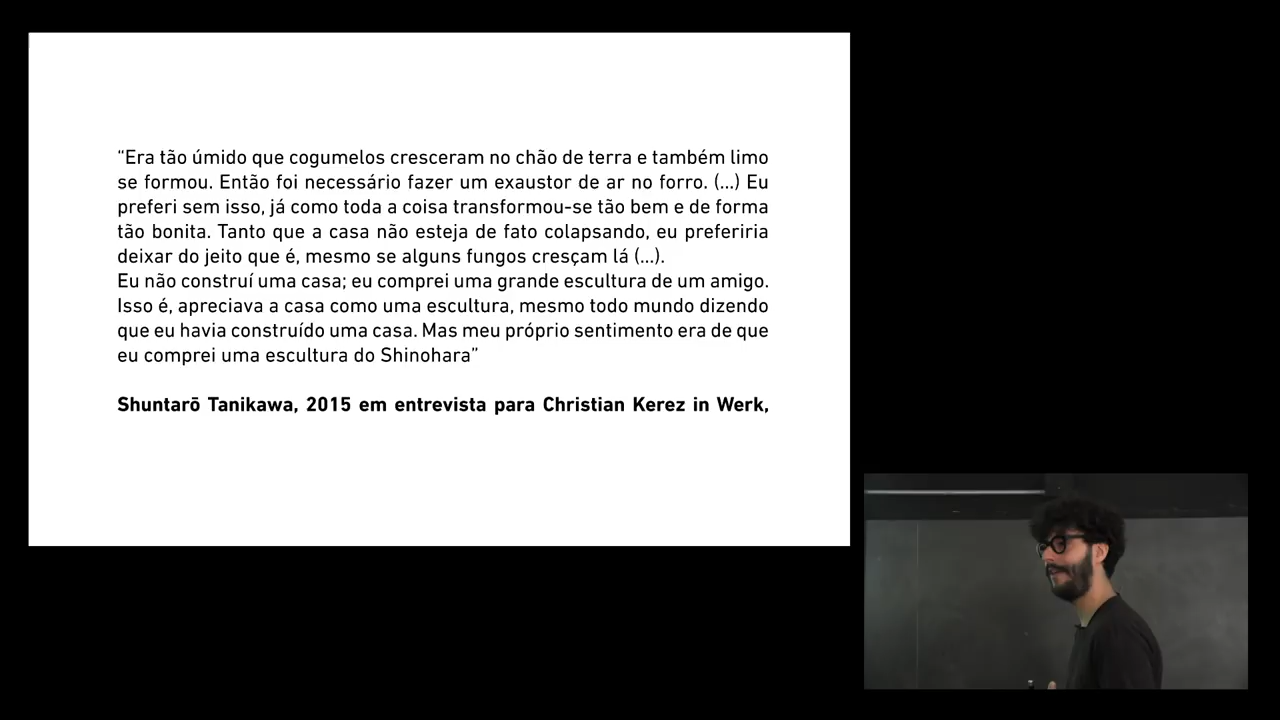 “Era tão úmido que cogumelos cresceram no chão de terra e também limo
se formou. Então foi necessário fazer um exaustor de ar no forro. (...) Eu
preferi sem isso, já como toda a coisa transformou-se tão bem e de forma
tão bonita. Tanto que a casa não esteja de fato colapsando, eu preferiria
deixar do jeito que é, mesmo se alguns fungos cresçam lá (...).
Eu não construí uma casa; eu comprei uma grande escultura de um amigo.
Isso é, apreciava a casa como uma escultura, mesmo todo mundo dizendo
que eu havia construído uma casa. Mas meu próprio sentimento era de que
eu comprei uma escultura do Shinohara”
Shuntarō Tanikawa, 2015 em entrevista para Christian Kerez in Werk,